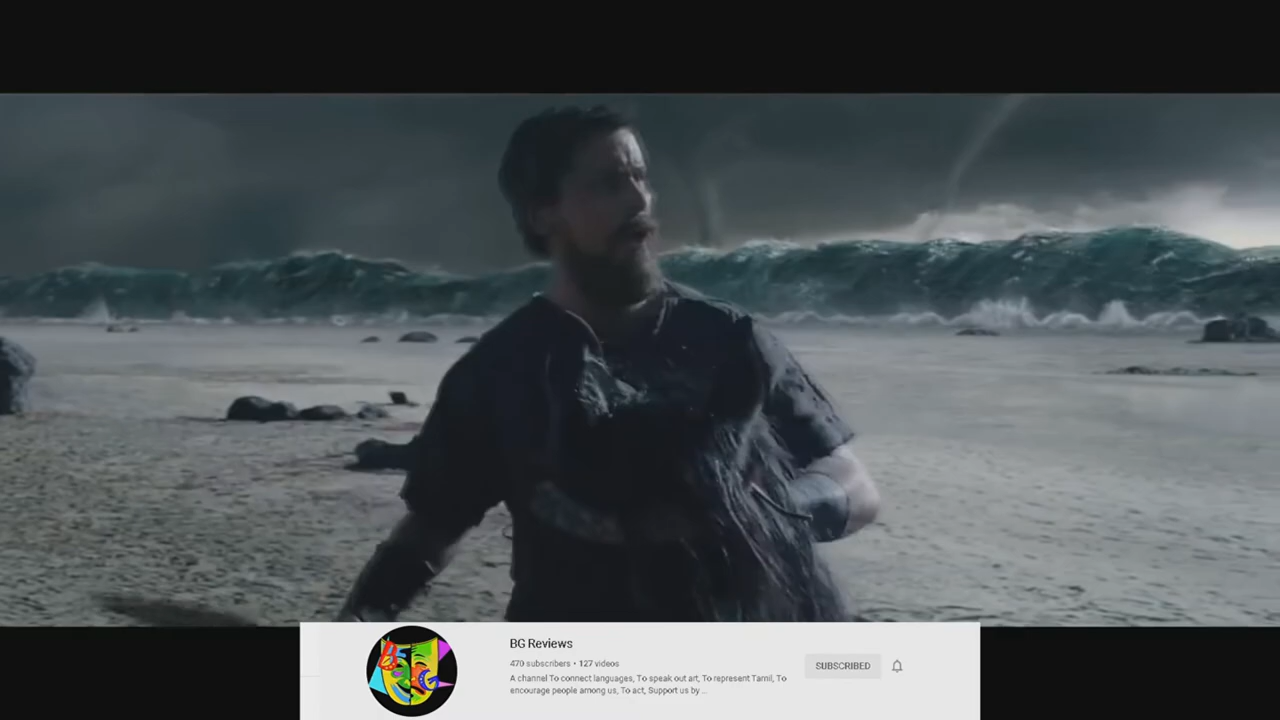 BG Reviews
470 subscribers • 127 videos
SUBSCRIBED
A channel To connect languages, To speak out art, To represent Tamil, To
encourage people among us, To act, Support us by ...
BG